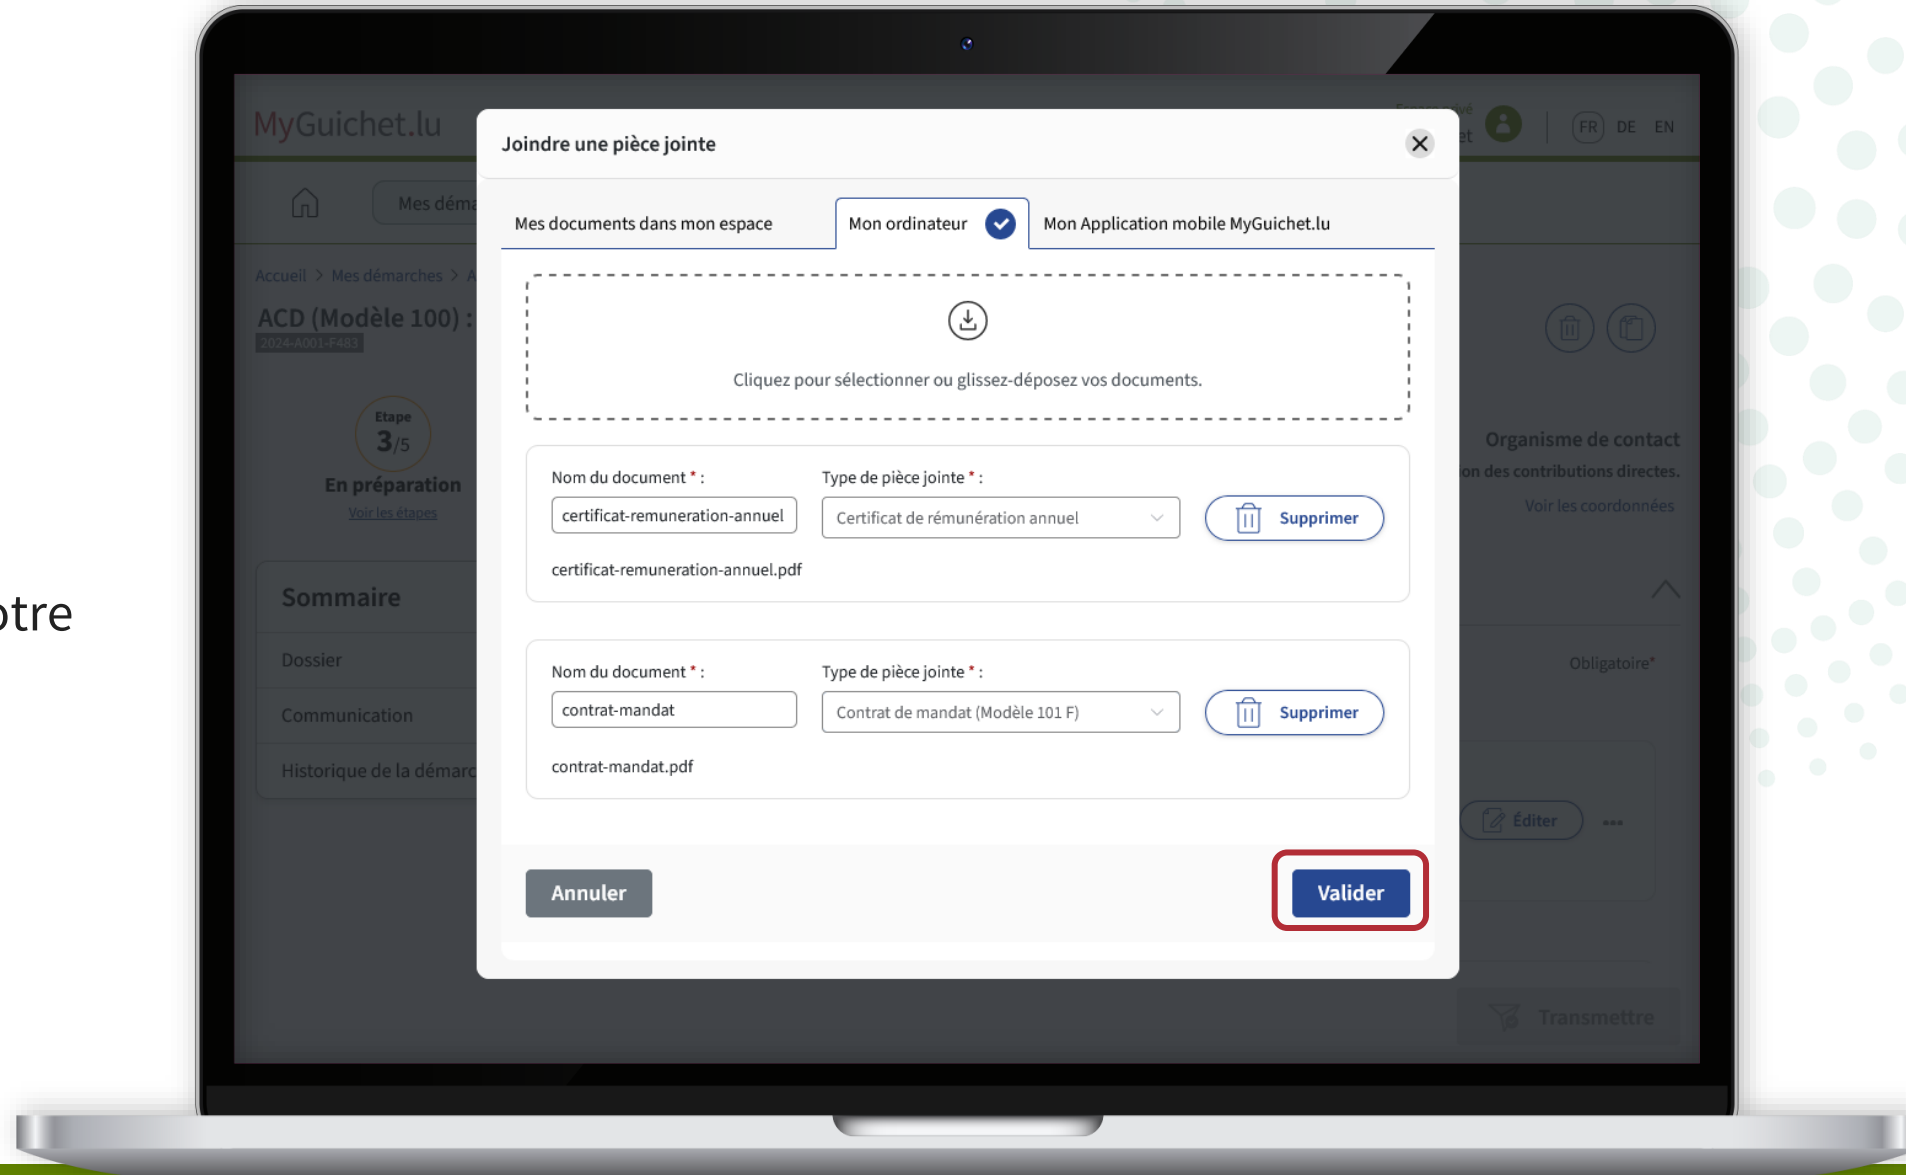 otre
MyGuichet.lu
FR DE EN
Mes déma
Accueil > Mes démarches > A
ACD (Modèle 100) :
2024-A001-F483
Etape
3/5
En préparation
Voir les étapes
Sommaire
Dossier
Communication
Historique de la démarc
Joindre une pièce jointe
Mes documents dans mon espace
Mon ordinateur
Mon Application mobile MyGuichet.lu
Cliquez pour sélectionner ou glissez-déposez vos documents.
Nom du document * :
Type de pièce jointe * :
certificat-remuneration-annuel
Certificat de rémunération annuel
Supprimer
certificat-remuneration-annuel.pdf
Nom du document * :
Type de pièce jointe * :
contrat-mandat
Contrat de mandat (Modèle 101 F)
Supprimer
contrat-mandat.pdf
Annuler
Valider
Organisme de contact
on des contributions directes.
Voir les coordonnées
Obligatoire*
Éditer
Transmettre